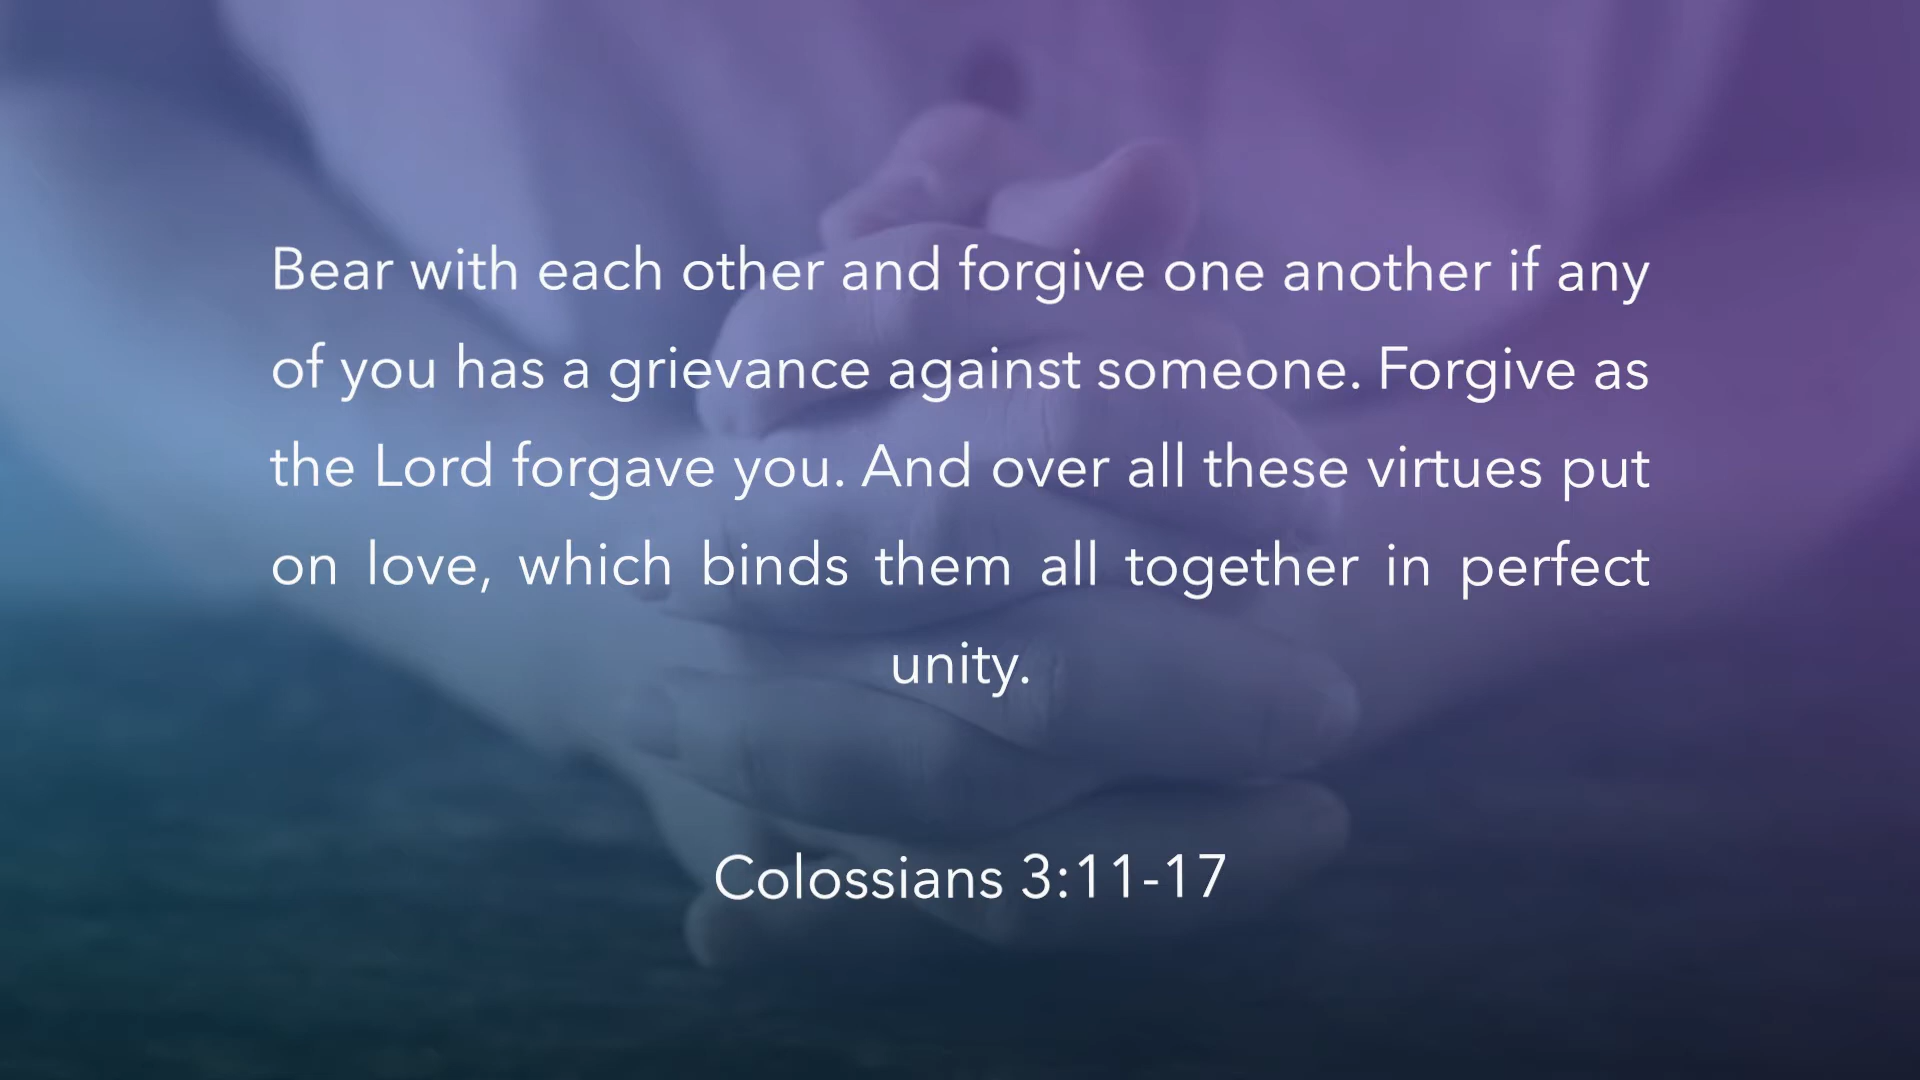 Bear with each other and forgive one another if any
of you has a grievance against someone. Forgive as
the Lord forgave you. And over all these virtues put
on love, which binds them all together in perfect
unity.
Colossians 3:11-17